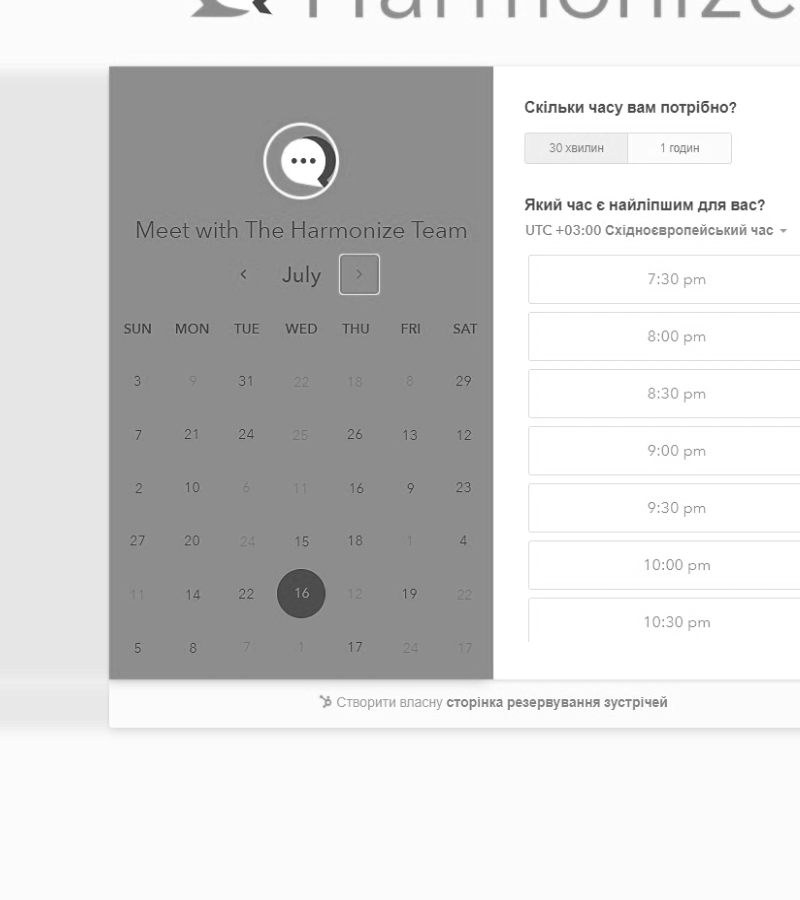 Harmonize
Meet with The Harmonize Team
July
SUN MON TUE WED THU FRI SAT
3 9 31 22 18 8 29
7 21 24 25 26 13 12
2 10 6 11 16 9 23
27 20 24 15 18 1 4
11 14 22 16 12 19 22
5 8 7 1 17 24 17
Скільки часу вам потрібно?
30 хвилин 1 годин
Який час є найліпшим для вас?
UTC +03:00 Східноєвропейський час
7:30 pm
8:00 pm
8:30 pm
9:00 pm
9:30 pm
10:00 pm
10:30 pm
Створити власну сторінка резервування зустрічей